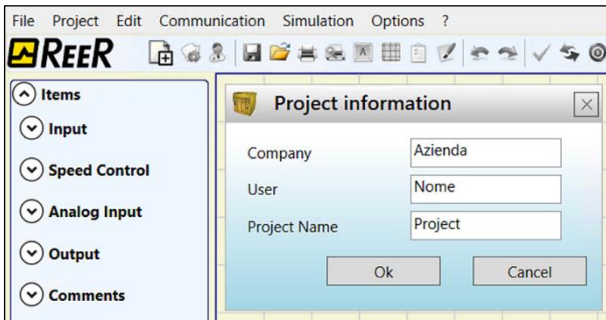 File Project Edit Communication Simulation Options ?
REER
Items
Input
Speed Control
Analog Input
Output
Comments
Project information
Company Azienda
User Nome
Project Name Project
Ok Cancel